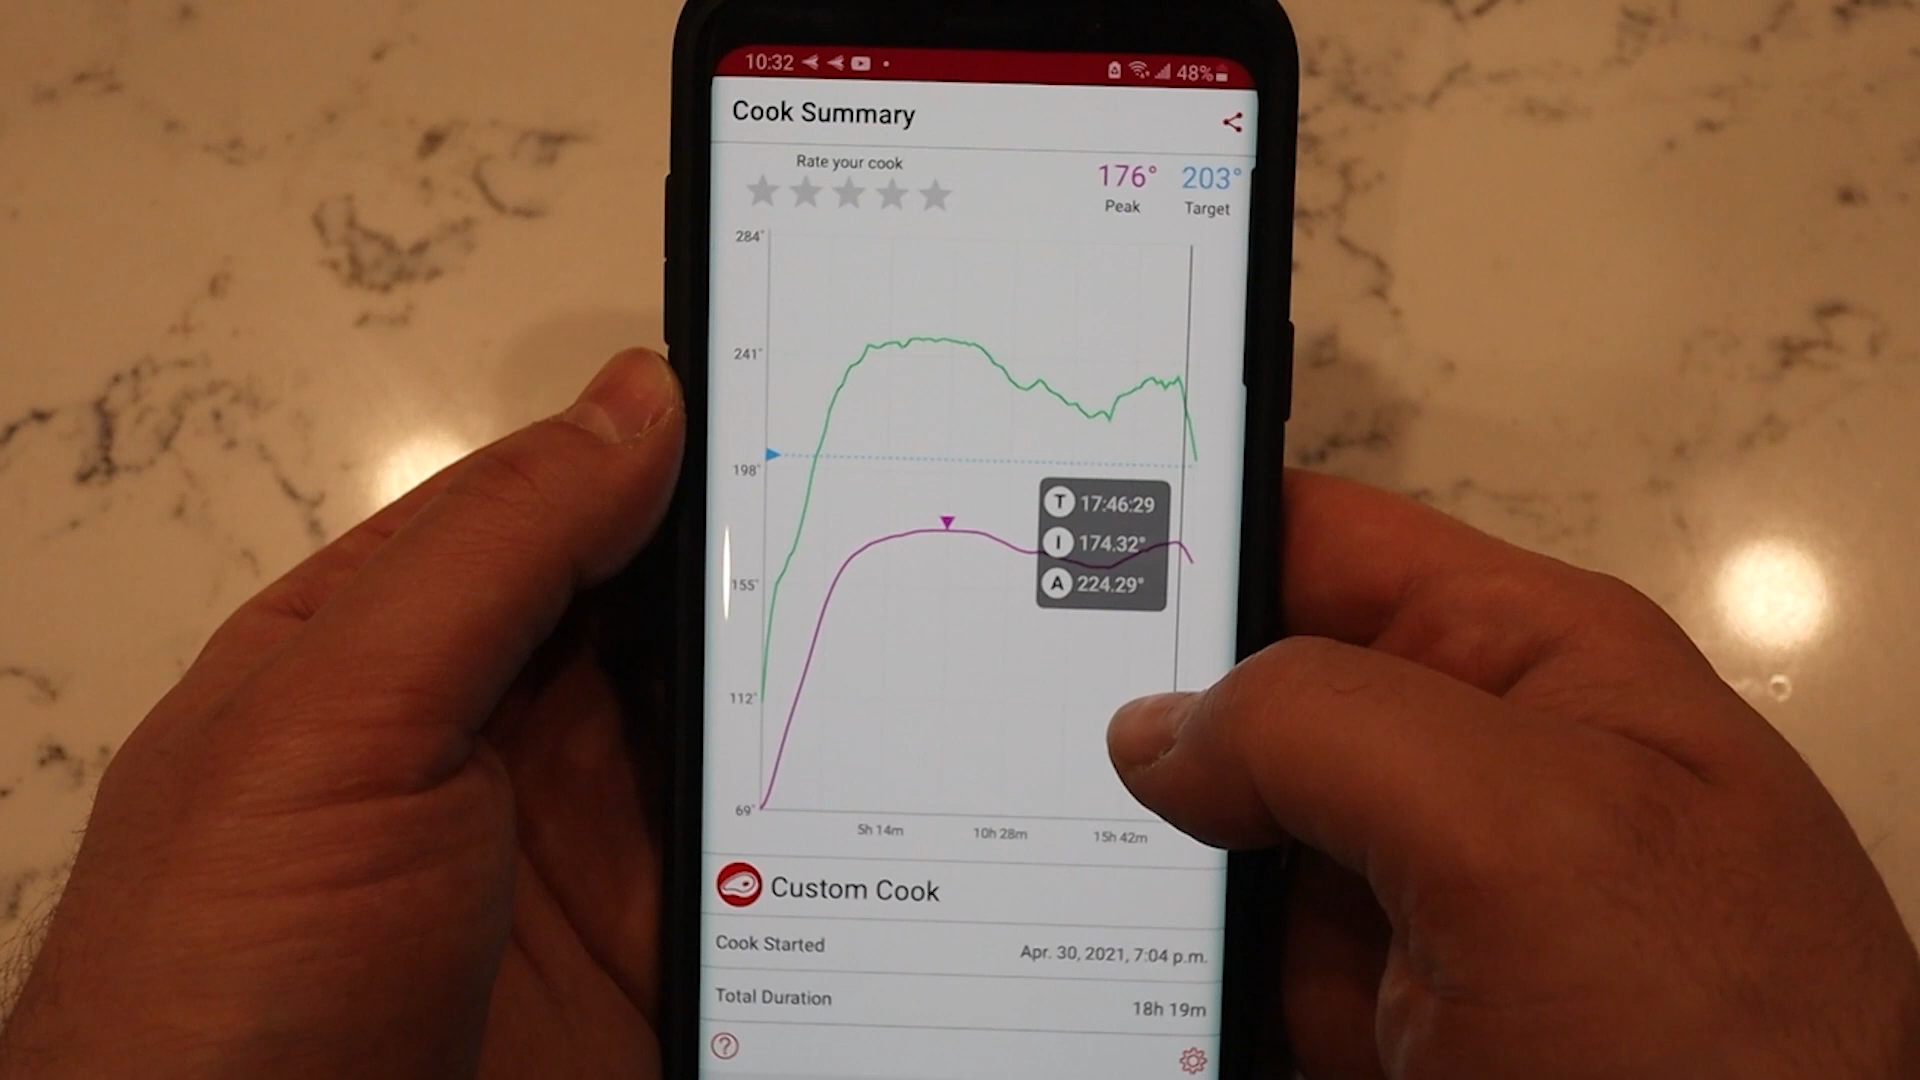 10:32 48%
Cook Summary
Rate your cook
176° 203°
Peak Target
284°
241°
198°
155°
112°
69°
T 17:46:29
I 174.32°
A 224.29°
5h 14m 10h 28m 15h 42m
Custom Cook
Cook Started Apr. 30, 2021, 7:04 p.m.
Total Duration 18h 19m
?